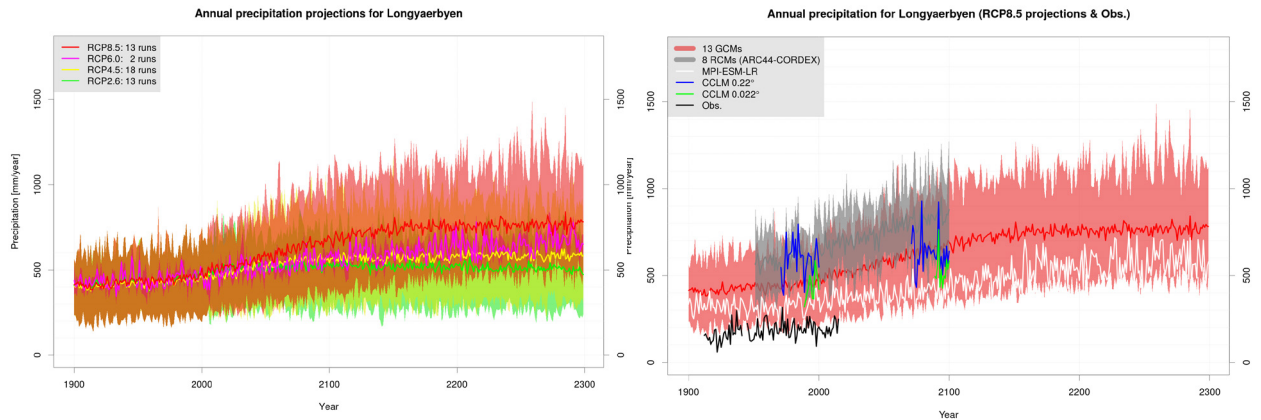 Annual precipitation projections for Longyaerbyen
RCP8.5: 13 runs
RCP6.0: 2 runs
RCP4.5: 18 runs
RCP2.6: 13 runs
Precipitation [mm/year]
0
500
1000
1500
0
500
1000
1500
1900
2000
2100
2200
2300
Year
Annual precipitation for Longyaerbyen (RCP8.5 projections & Obs.)
13 GCMs
8 RCMs (ARC44-CORDEX)
MPI-ESM-LR
CCLM 0.22°
CCLM 0.022°
Obs.
Precipitation [mm/year]
0
500
1000
1500
0
500
1000
1500
1900
2000
2100
2200
2300
Year